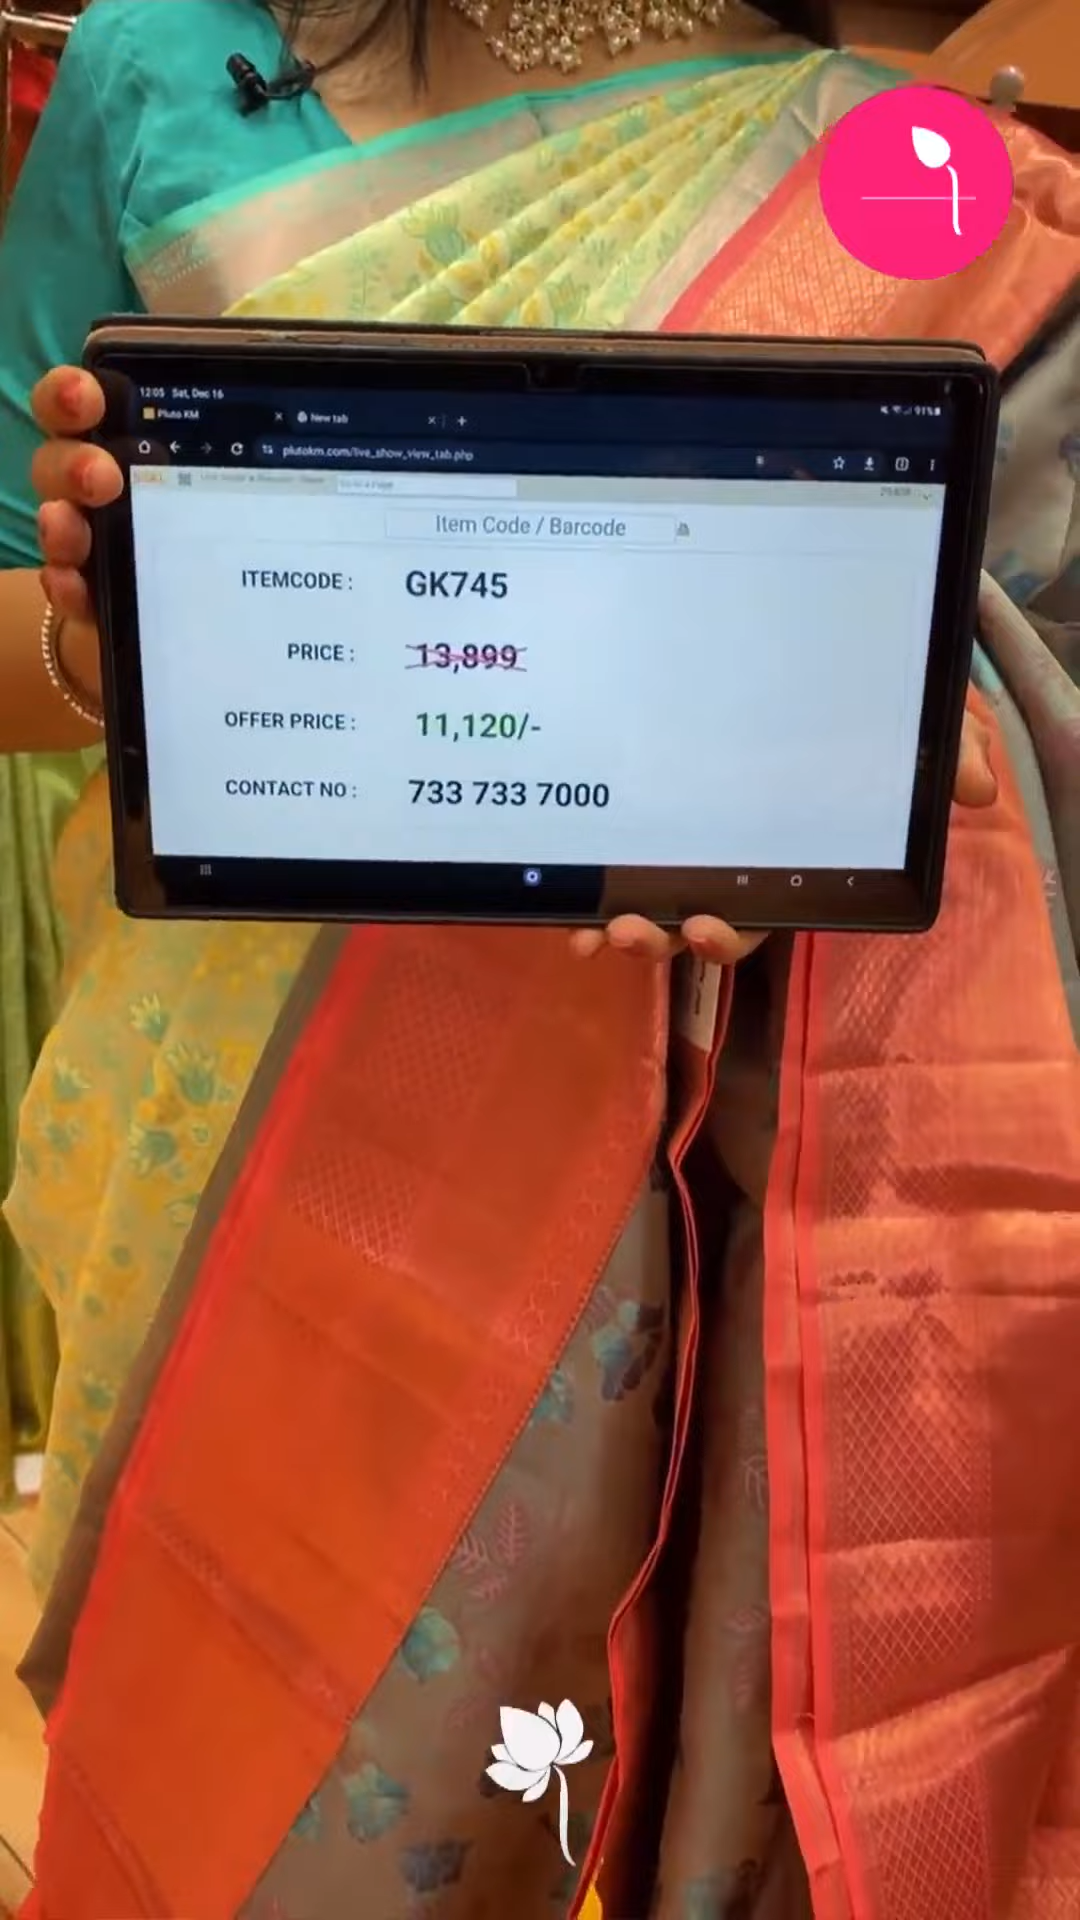 12:05 Sat, Dec 16
91%
Pluto KM
New tab
plutokm.com/live_show_view_tab.php
Item Code / Barcode
ITEMCODE : GK745
PRICE : 13,899
OFFER PRICE : 11,120/-
CONTACT NO : 733 733 7000